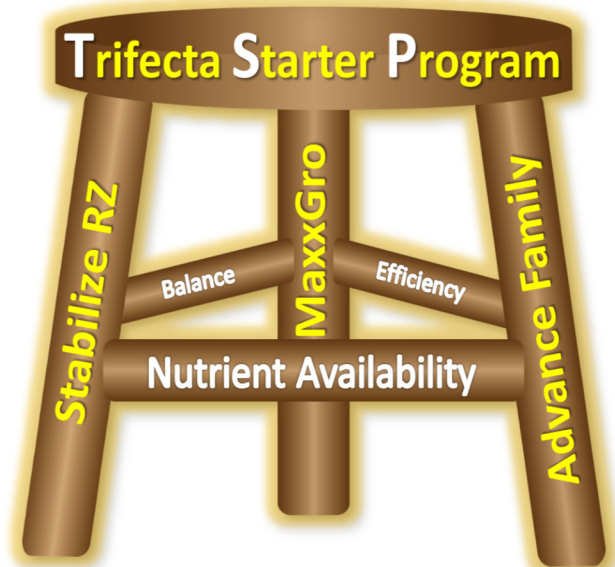 Trifecta Starter Program
Stabilize RZ
MaxxGro
Advance Family
Balance
Efficiency
Nutrient Availability